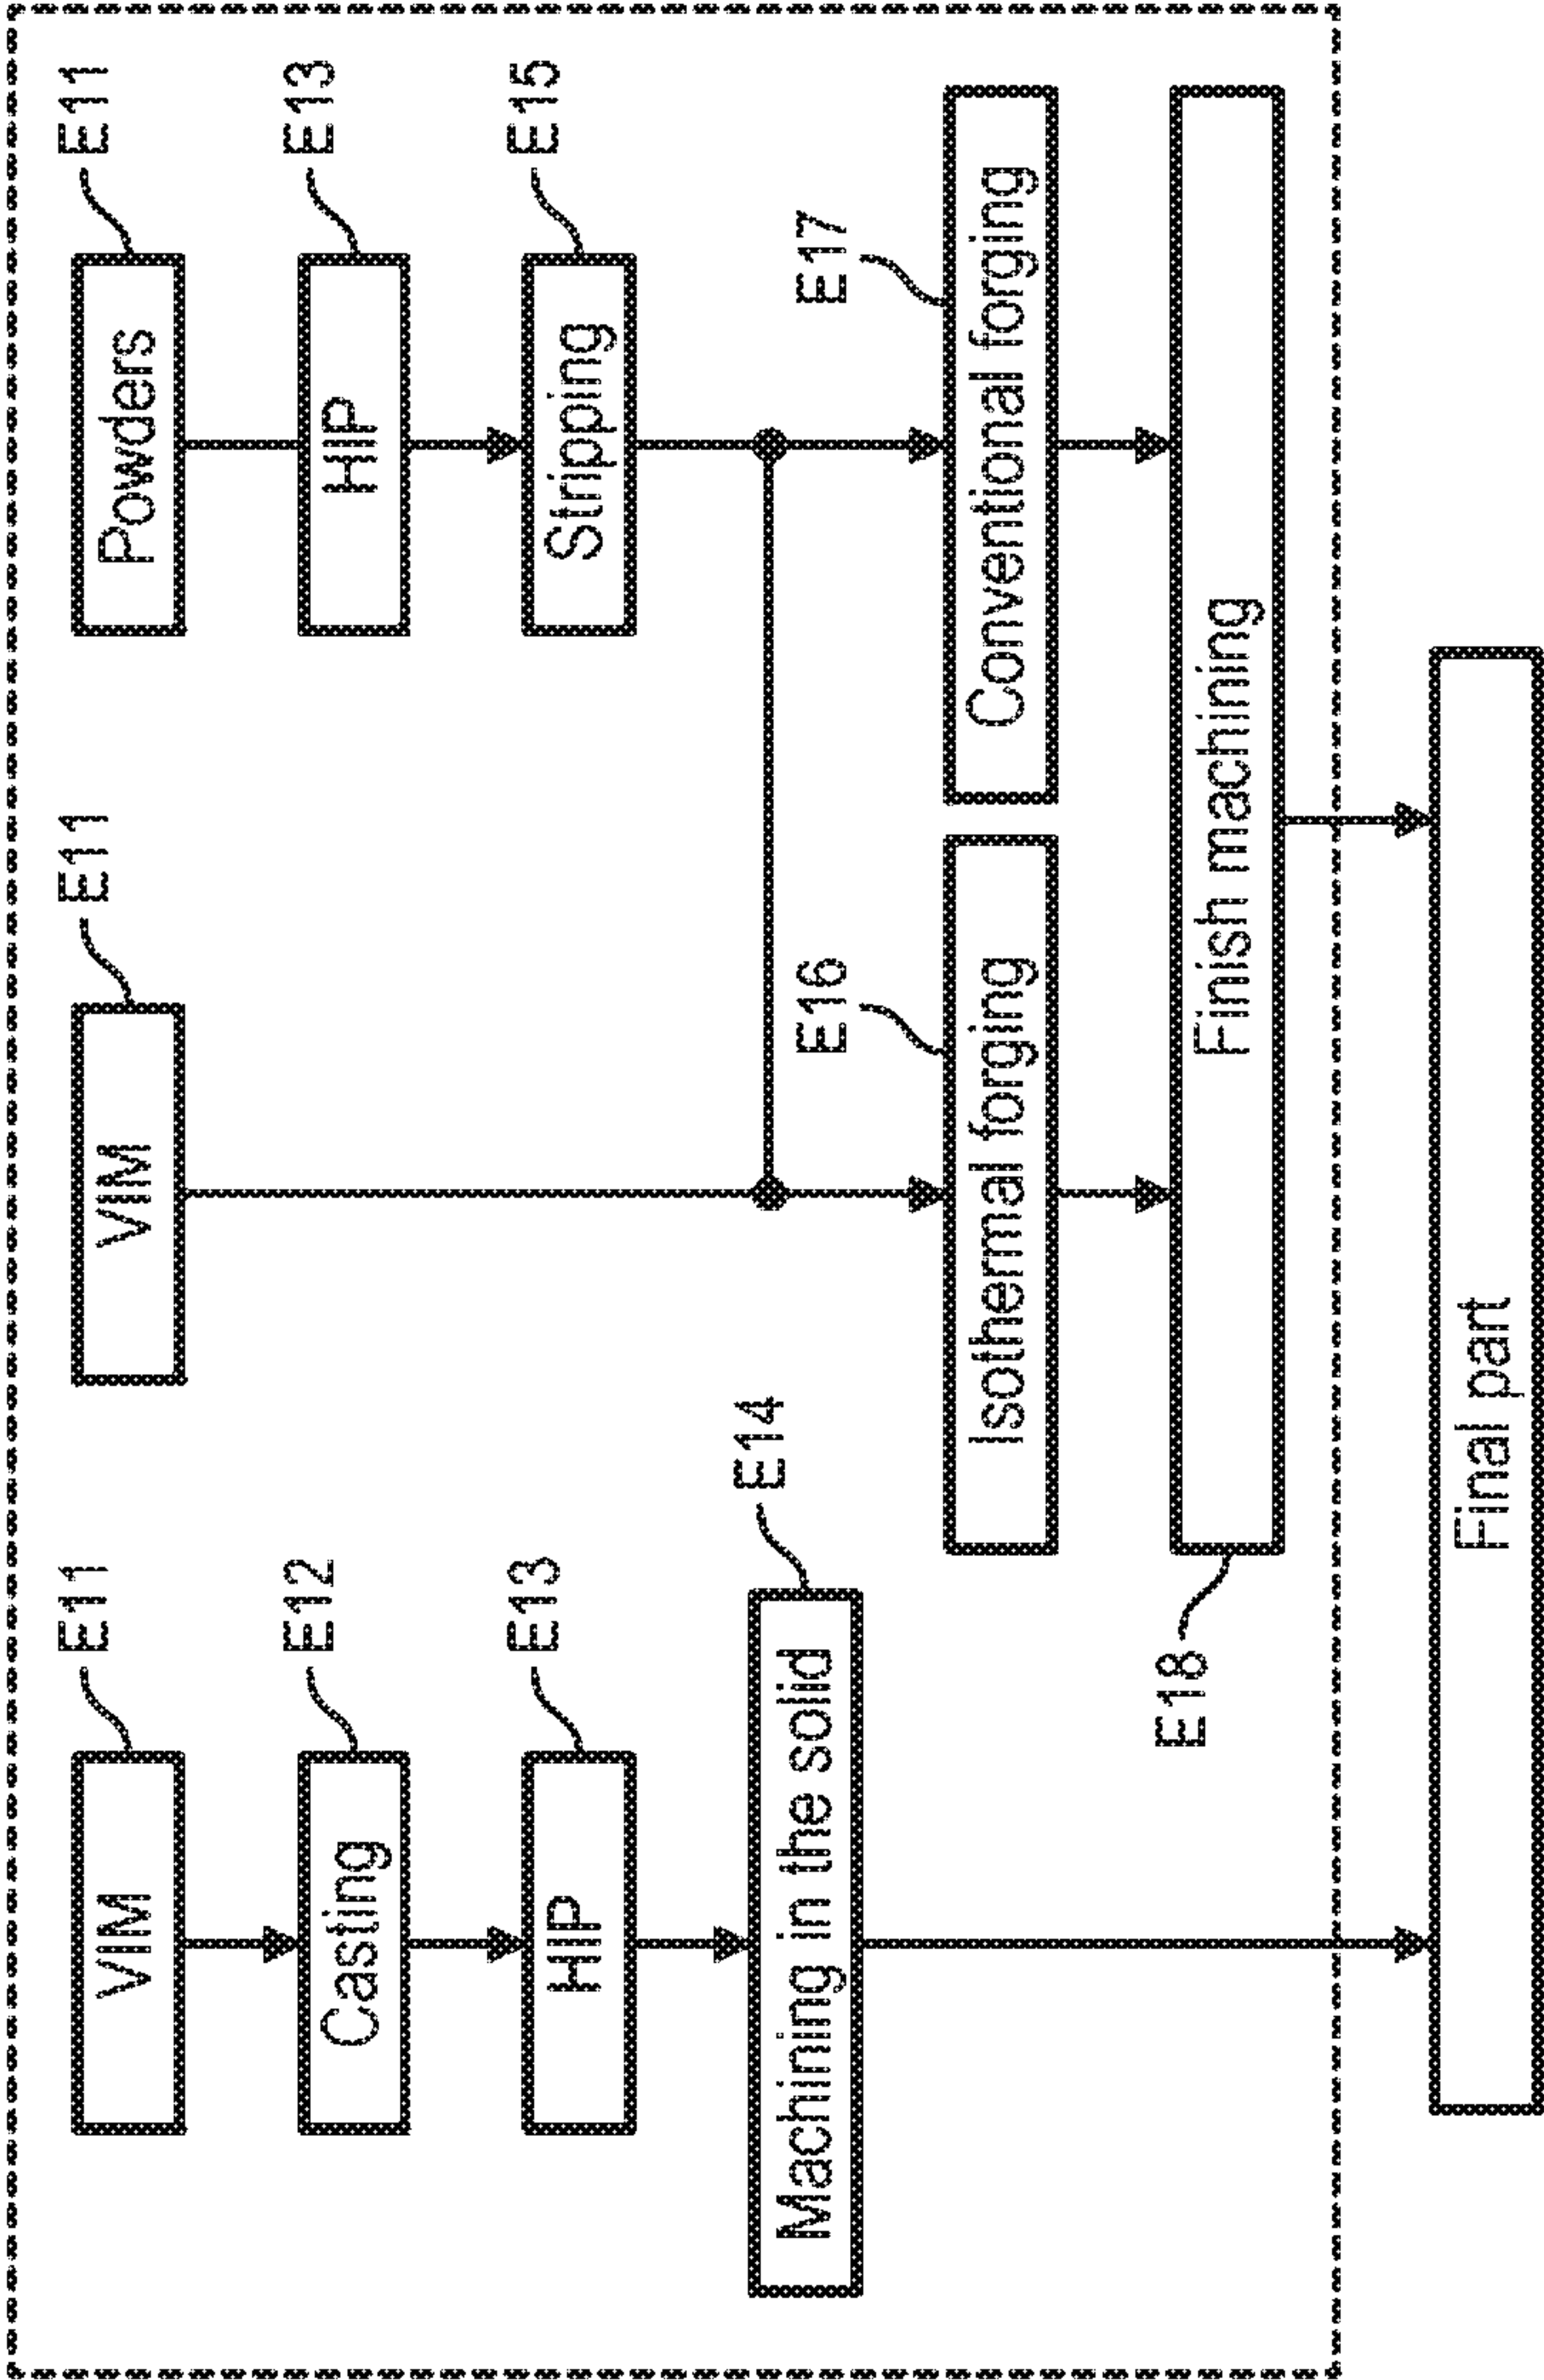 VIM
E11
VIM
E11
Powders
E11
Casting
E12
HIP
E13
HIP
E13
Stripping
E15
Machining in the solid
E14
E16
E17
Isothermal forging
Conventional forging
E18
Finish machining
Final part